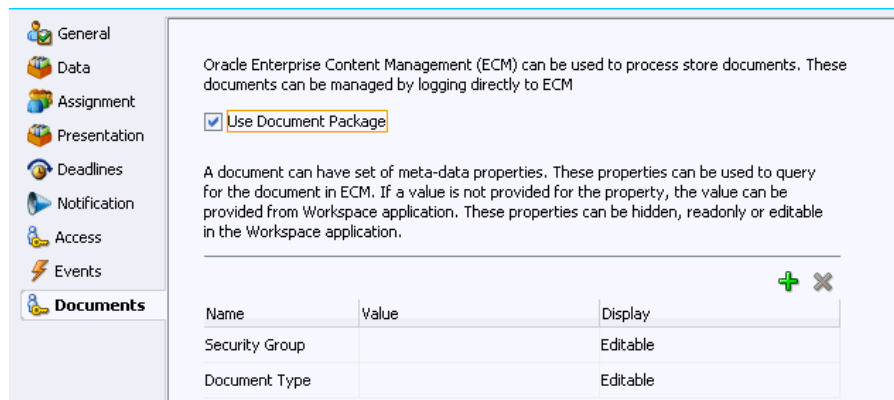 General
Data
Assignment
Presentation
Deadlines
Notification
Access
Events
Documents
Oracle Enterprise Content Management (ECM) can be used to process store documents. These
documents can be managed by logging directly to ECM
Use Document Package
A document can have set of meta-data properties. These properties can be used to query
for the document in ECM. If a value is not provided for the property, the value can be
provided from Workspace application. These properties can be hidden, readonly or editable
in the Workspace application.
Name Value Display
Security Group Editable
Document Type Editable